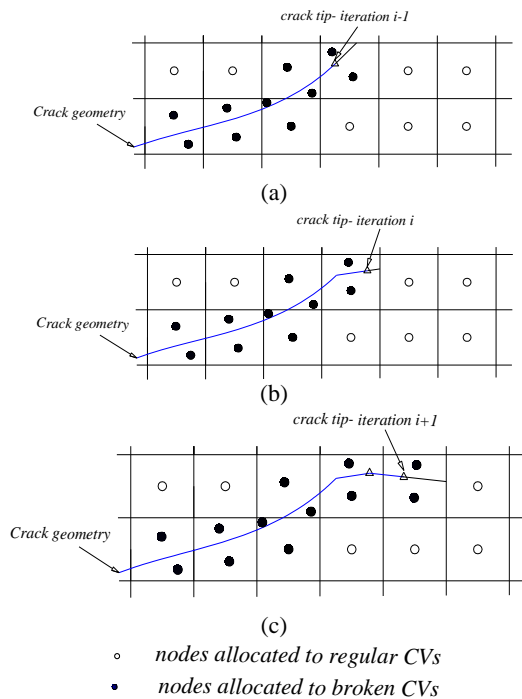 crack tip- iteration i-1
Crack geometry
(a)
crack tip- iteration i
Crack geometry
(b)
crack tip- iteration i+1
Crack geometry
(c)
nodes allocated to regular CVs
nodes allocated to broken CVs